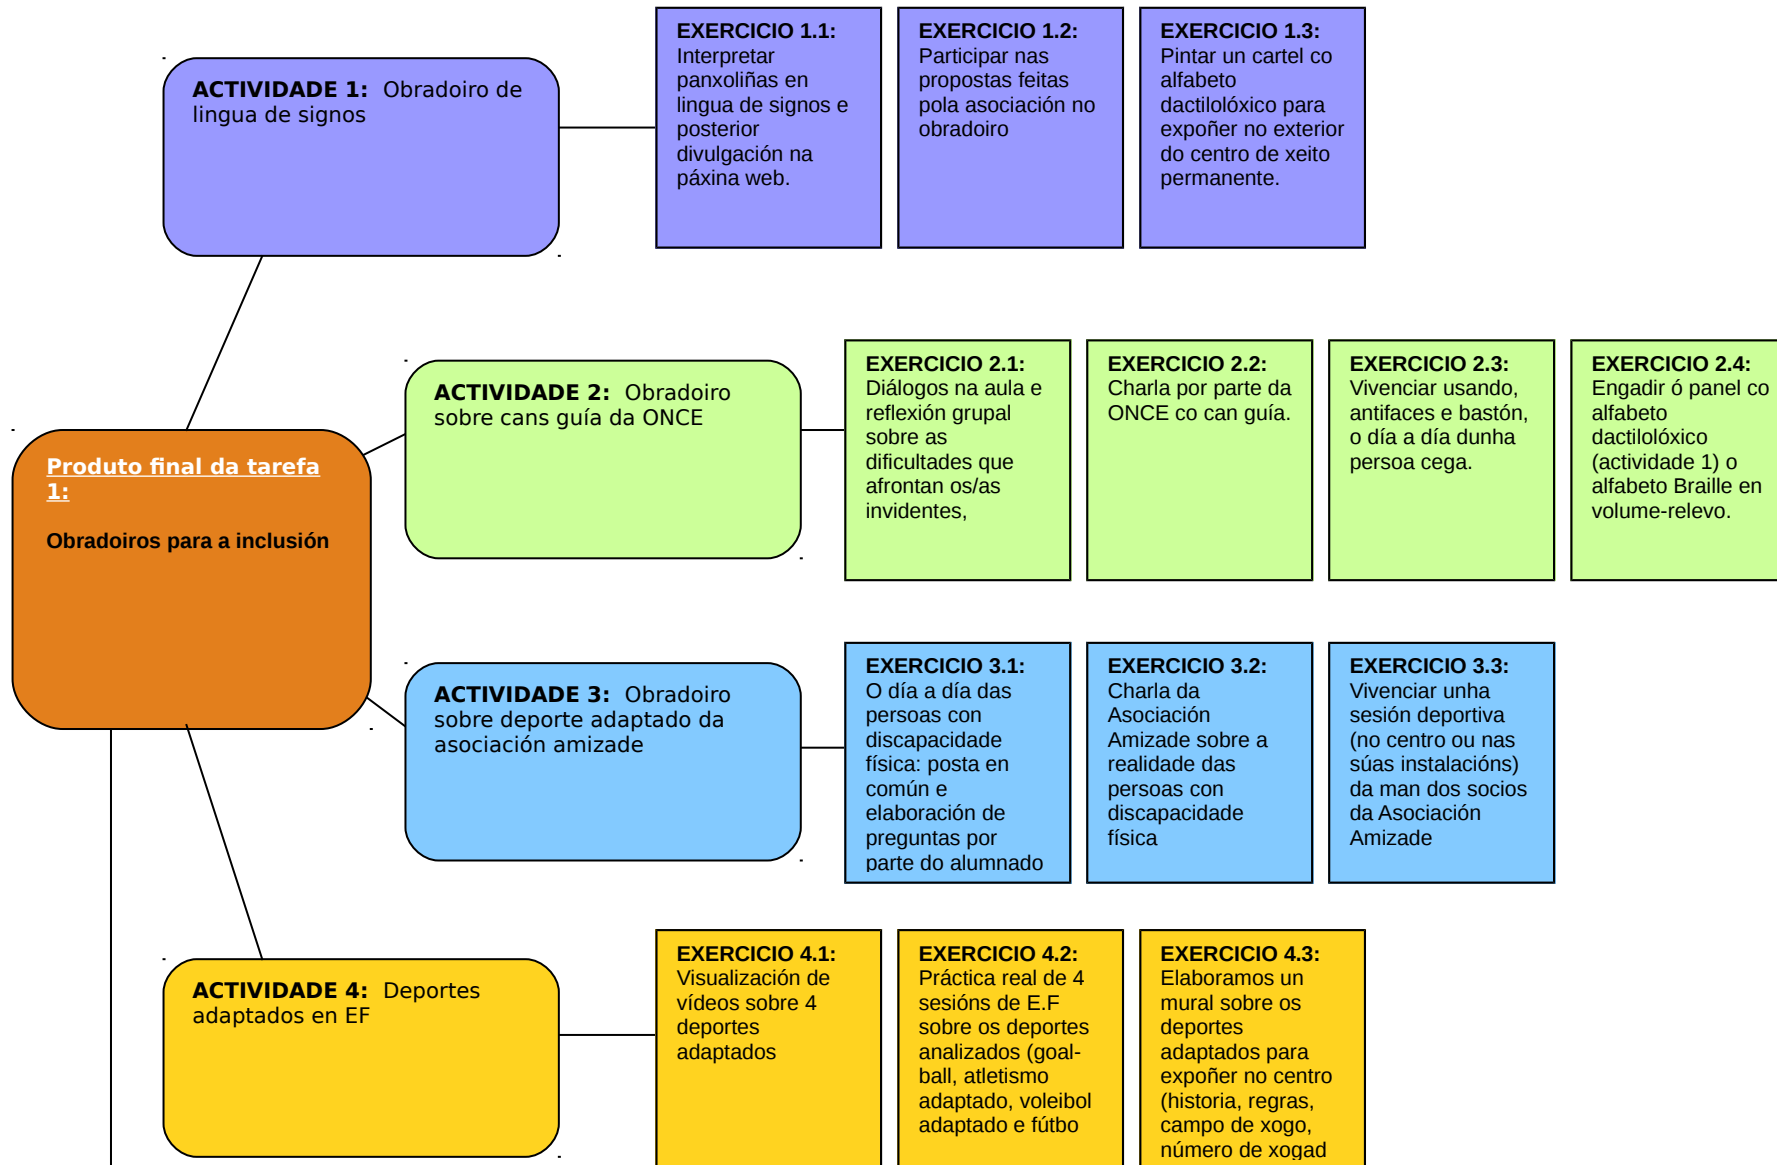 ACTIVIDADE 1: Obradoiro de
lingua de signos
EXERCICIO 1.1:
Interpretar
panxoliñas en
lingua de signos e
posterior
divulgación na
páxina web.
EXERCICIO 1.2:
Participar nas
propostas feitas
pola asociación no
obradoiro
EXERCICIO 1.3:
Pintar un cartel co
alfabeto
dactilolóxico para
expoñer no exterior
do centro de xeito
permanente.
Produto final da tarefa
1:
Obradoiros para a inclusión
ACTIVIDADE 2: Obradoiro
sobre cans guía da ONCE
EXERCICIO 2.1:
Diálogos na aula e
reflexión grupal
sobre as
dificultades que
afrontan os/as
invidentes,
EXERCICIO 2.2:
Charla por parte da
ONCE co can guía.
EXERCICIO 2.3:
Vivenciar usando,
antifaces e bastón,
o día a día dunha
persoa cega.
EXERCICIO 2.4:
Engadir ó panel co
alfabeto
dactilolóxico
(actividade 1) o
alfabeto Braille en
volume-relevo.
ACTIVIDADE 3: Obradoiro
sobre deporte adaptado da
asociación amizade
EXERCICIO 3.1:
O día a día das
persoas con
discapacidade
física: posta en
común e
elaboración de
preguntas por
parte do alumnado
EXERCICIO 3.2:
Charla da
Asociación
Amizade sobre a
realidade das
persoas con
discapacidade
física
EXERCICIO 3.3:
Vivenciar unha
sesión deportiva
(no centro ou nas
súas instalacións)
da man dos socios
da Asociación
Amizade
ACTIVIDADE 4: Deportes
adaptados en EF
EXERCICIO 4.1:
Visualización de
vídeos sobre 4
deportes
adaptados
EXERCICIO 4.2:
Práctica real de 4
sesións de E.F
sobre os deportes
analizados (goal-
ball, atletismo
adaptado, voleibol
adaptado e fútbo
EXERCICIO 4.3:
Elaboramos un
mural sobre os
deportes
adaptados para
expoñer no centro
(historia, regras,
campo de xogo,
número de xogad